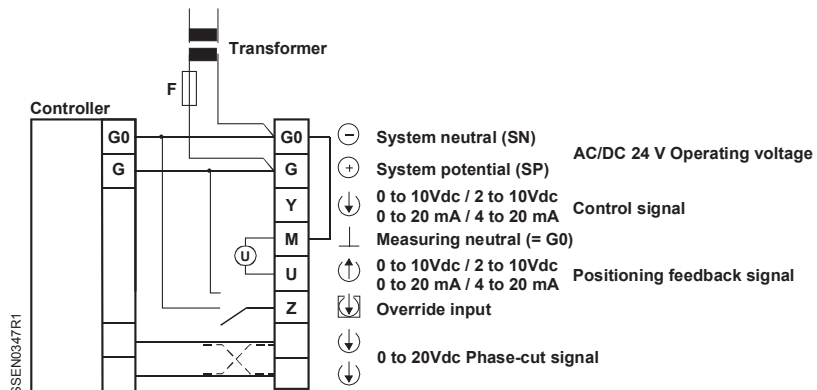 Transformer
F
Controller
G0
G0
System neutral (SN)
AC/DC 24 V Operating voltage
G
G
System potential (SP)
Y
0 to 10Vdc / 2 to 10Vdc
0 to 20 mA / 4 to 20 mA
Control signal
M
Measuring neutral (= G0)
U
U
0 to 10Vdc / 2 to 10Vdc
0 to 20 mA / 4 to 20 mA
Positioning feedback signal
Z
Override input
0 to 20Vdc Phase-cut signal